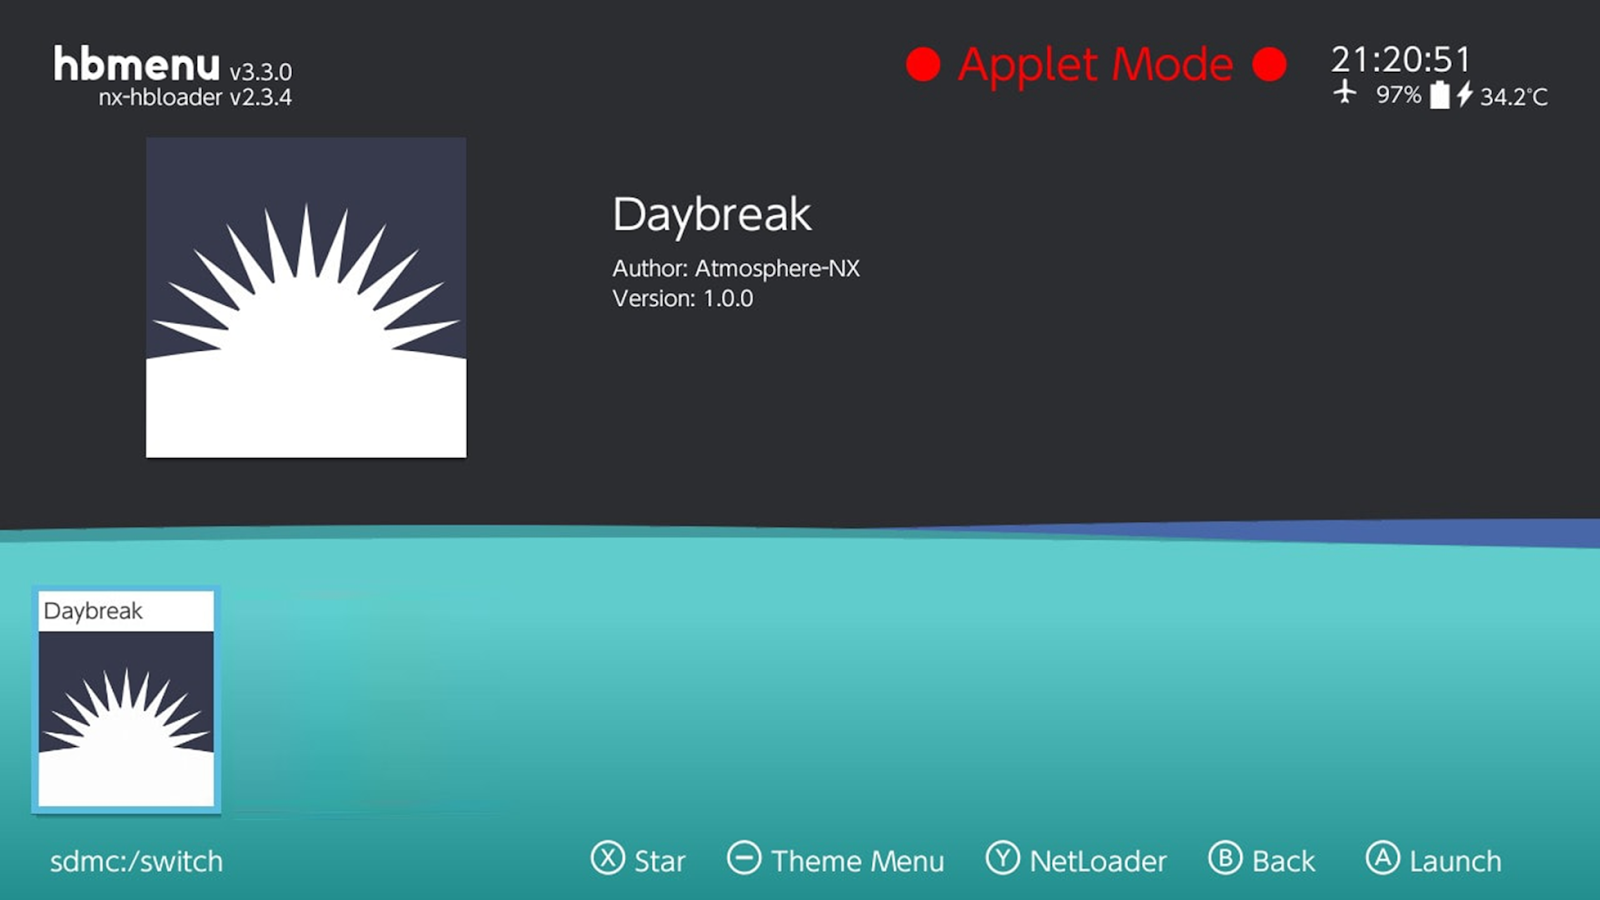 hbmenu v3.3.0
nx-hbloader v2.3.4
Applet Mode
21:20:51
97% 34.2°C
Daybreak
Author: Atmosphere-NX
Version: 1.0.0
Daybreak
sdmc:/switch
X Star
Theme Menu
Y NetLoader
B Back
A Launch